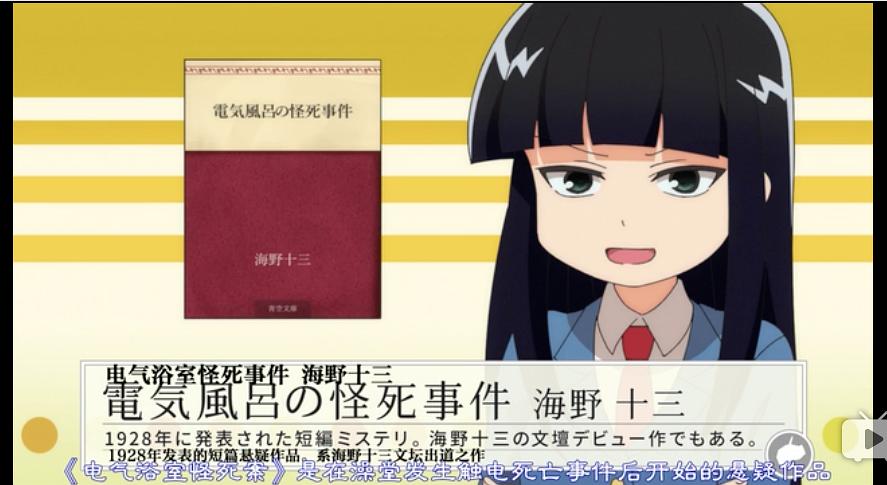 電気風呂の怪死事件
海野十三
青空文庫
电气浴室怪死事件 海野十三
電気風呂の怪死事件 海野 十三
1928年に発表された短編ミステリ。海野十三の文壇デビュー作でもある。
1928年发表的短篇悬疑作品。系海野十三文坛出道之作
《电气浴室怪死案》是在澡堂发生触电死亡事件后开始的悬疑作品